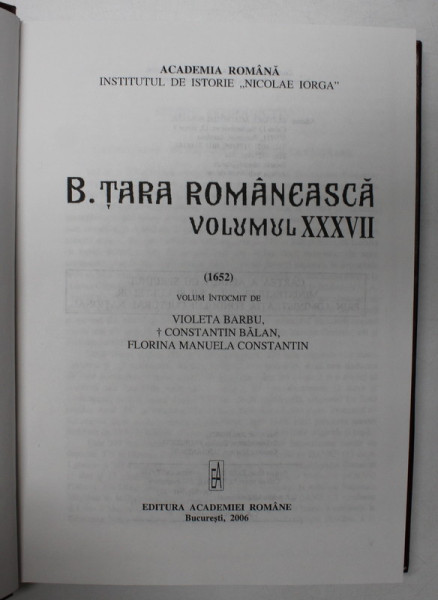 ACADEMIA ROMÂNĂ
INSTITUTUL DE ISTORIE „NICOLAE IORGA”
B. ȚARA ROMÂNEASCĂ
VOLUMUL XXXVII
(1652)
VOLUM ÎNTOCMIT DE
VIOLETA BARBU,
† CONSTANTIN BĂLAN,
FLORINA MANUELA CONSTANTIN
EA
EDITURA ACADEMIEI ROMÂNE
București, 2006